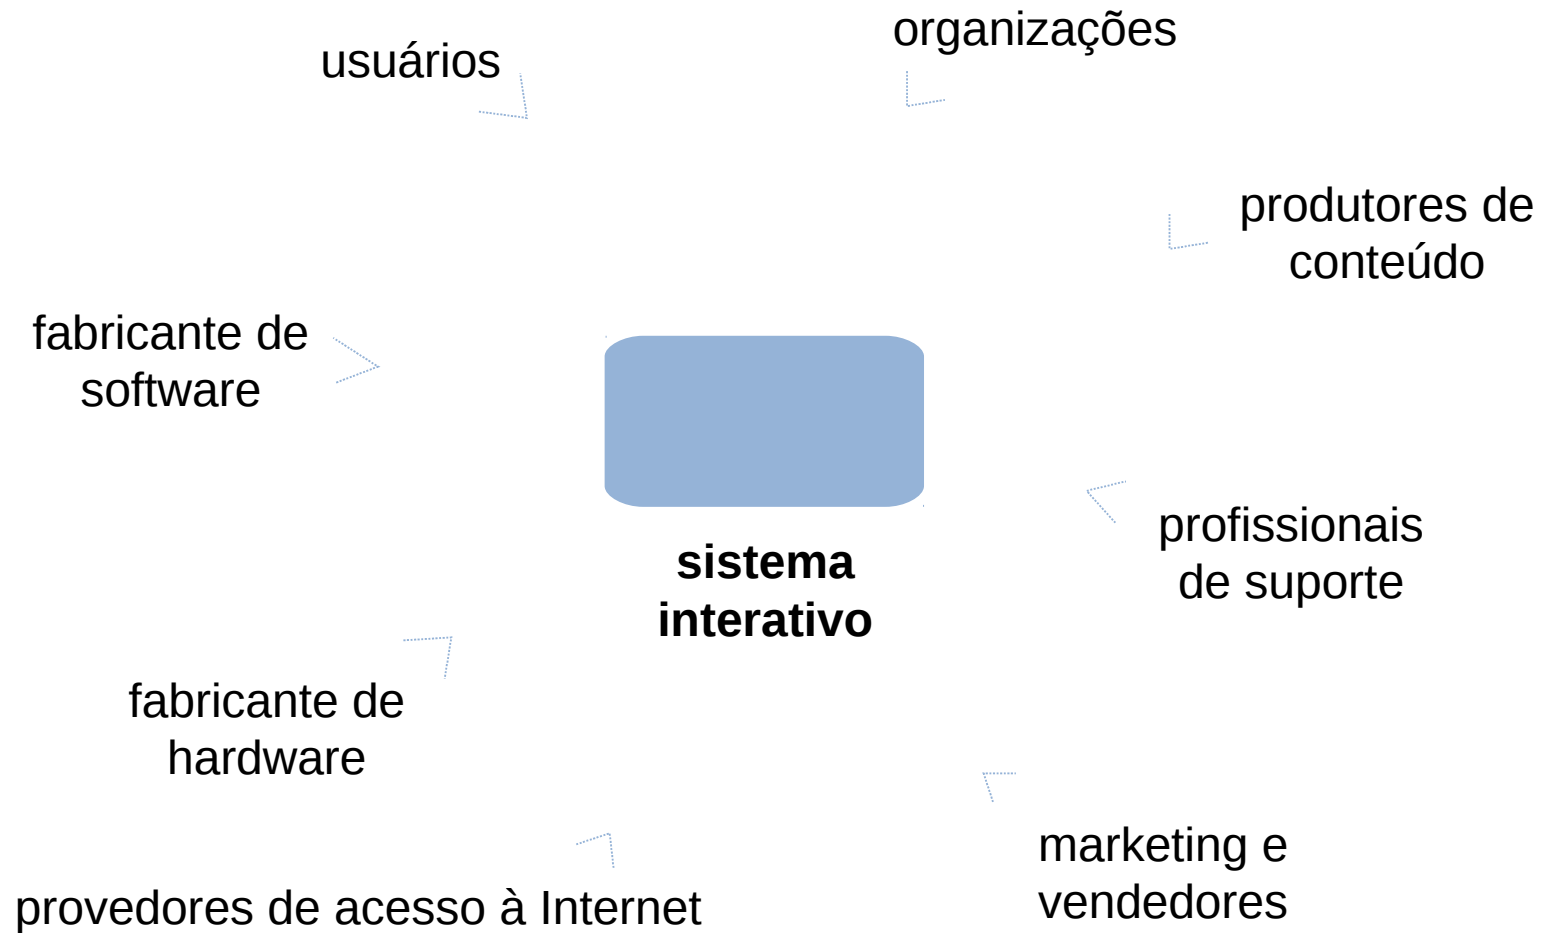 usuários
organizações
produtores de
conteúdo
fabricante de
software
profissionais
de suporte
sistema
interativo
fabricante de
hardware
marketing e
vendedores
provedores de acesso à Internet